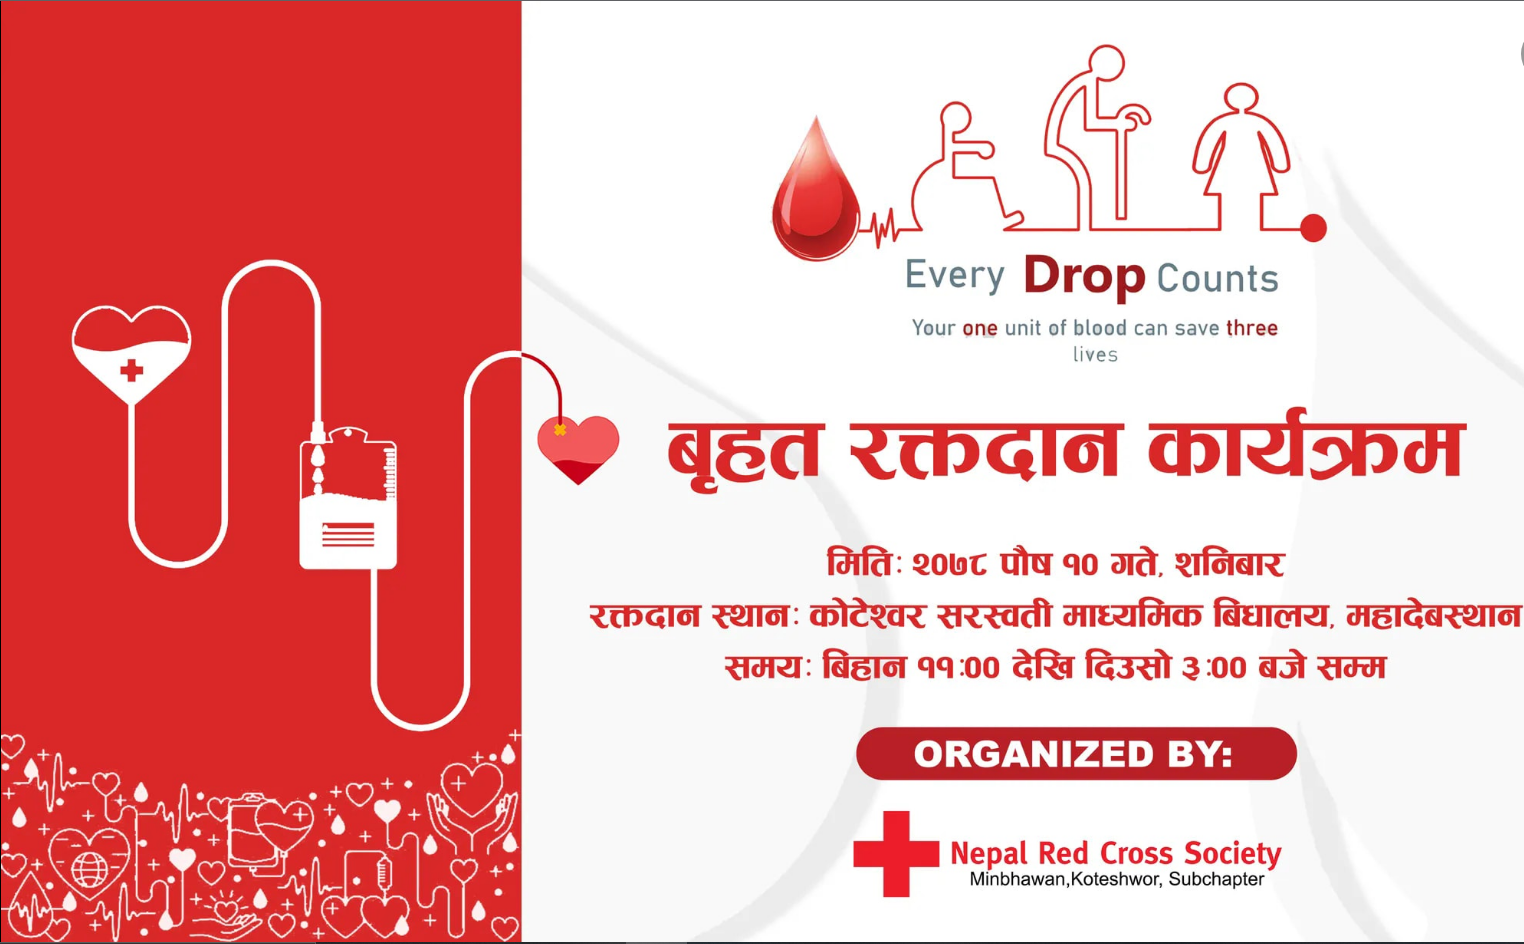 Every Drop Counts
Your one unit of blood can save three
lives
बृहत रक्तदान कार्यक्रम
मिति: २०७८ पौष १० गते, शनिबार
रक्तदान स्थान: कोटेश्वर सरस्वती माध्यमिक बिधालय, महादेबस्थान
समय: बिहान ११:00 देखि दिउसो ३:00 बजे सम्म
ORGANIZED BY:
Nepal Red Cross Society
Minbhawan,Koteshwor, Subchapter